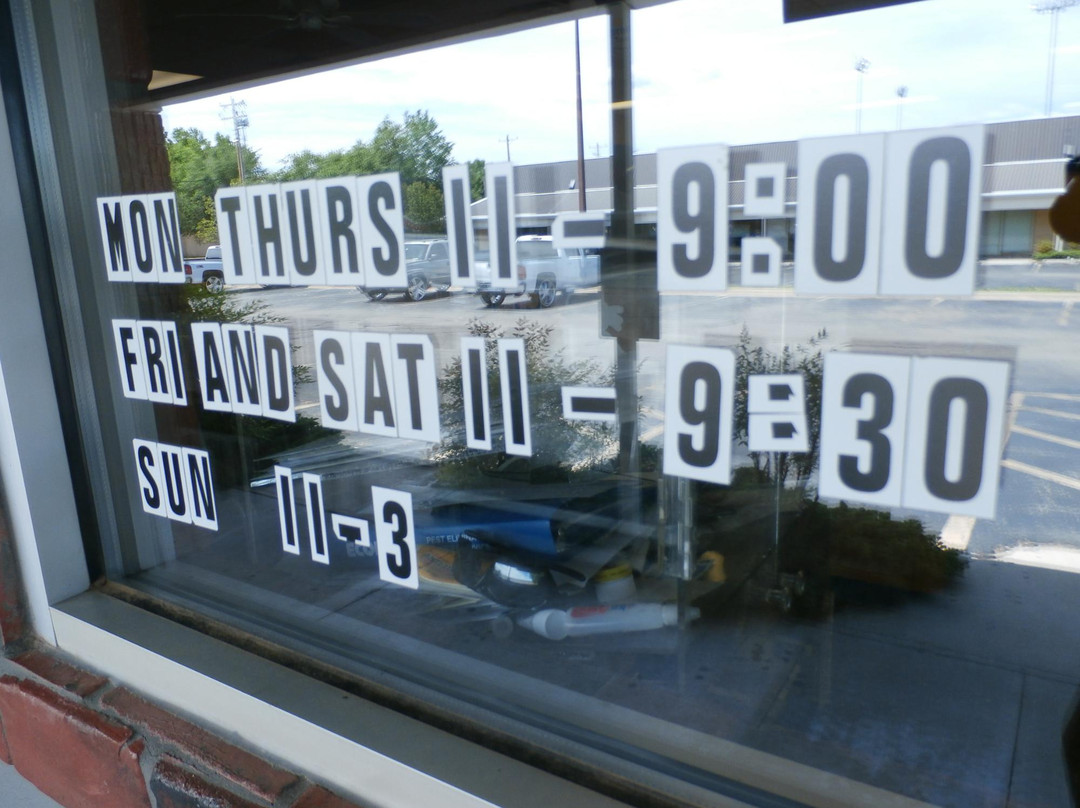 MON THURS 11 - 9:00
FRI AND SAT 11 - 9:30
SUN 11-3